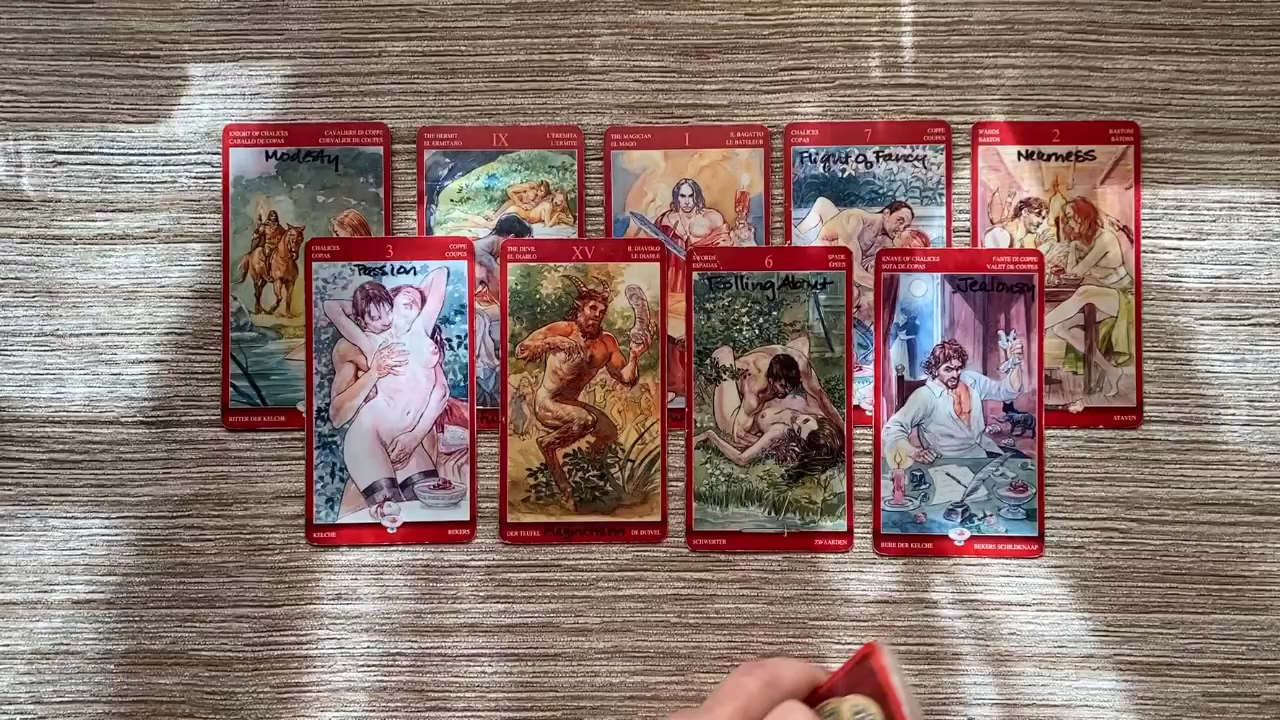 KNIGHT OF CHALICES CAVALIERE DI COPPE
CABALLO DE COPAS CHEVALIER DE COUPES
Modesty
RITTER DER KELCHE
THE HERMIT IX L'EREMITA
EL ERMITAÑO L'ERMITE
THE MAGICIAN I IL BAGATTO
EL MAGO LE BATELEUR
CHALICES 7 COPPE
COPAS COUPES
Flight of Fancy
WANDS 2 BASTONI
BASTOS BÂTONS
Nearness
STAVEN
CHALICES 3 COPPE
COPAS COUPES
Passion
KELCHE BEKERS
THE DEVIL XV IL DIAVOLO
EL DIABLO LE DIABLE
DER TEUFEL DE DUIVEL
SWORDS 6 SPADE
ESPADAS ÉPÉES
Rolling About
SCHWERTER ZWAARDEN
KNAVE OF CHALICES FANTE DI COPPE
SOTA DE COPAS VALET DE COUPES
Jealousy
BUBE DER KELCHE BEKERS SCHILDKNAAP